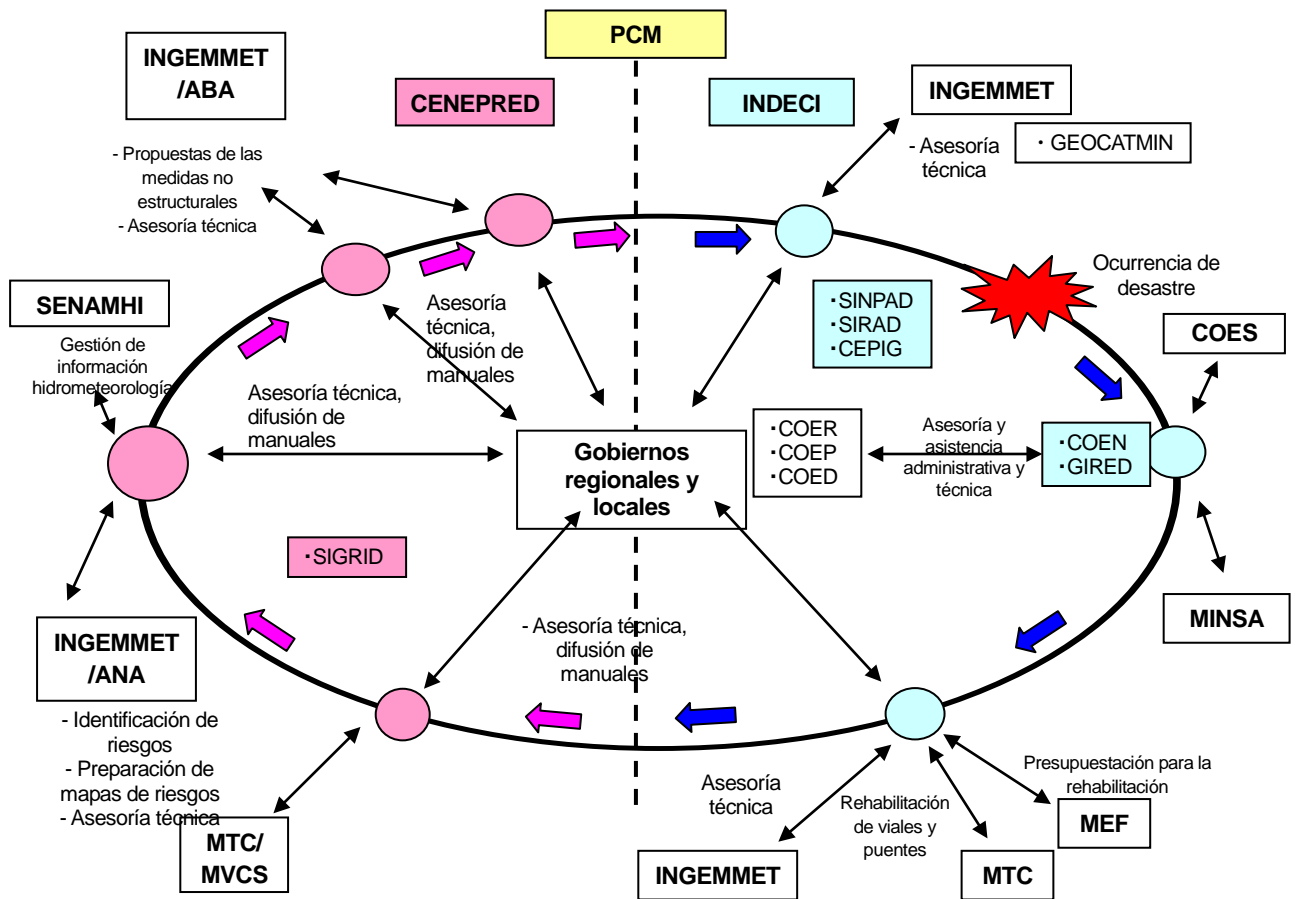 PCM
INGEMMET
/ABA
CENEPRED
INDECI
INGEMMET
・GEOCATMIN
- Asesoría
técnica
- Propuestas de las
medidas no
estructurales
- Asesoría técnica
Ocurrencia de
desastre
SENAMHI
Gestión de
información
hidrometeorología
Asesoría
técnica,
difusión de
manuales
・SINPAD
・SIRAD
・CEPIG
COES
Asesoría técnica,
difusión de
manuales
Gobiernos
regionales y
locales
・COER
・COEP
・COED
Asesoría y
asistencia
administrativa y
técnica
・COEN
・GIRED
・SIGRID
MINSA
INGEMMET
/ANA
- Identificación de
riesgos
- Preparación de
mapas de riesgos
- Asesoría técnica
- Asesoría técnica,
difusión de
manuales
MTC/
MVCS
Asesoría
técnica
INGEMMET
Rehabilitación
de viales y
puentes
MTC
Presupuestación para la
rehabilitación
MEF